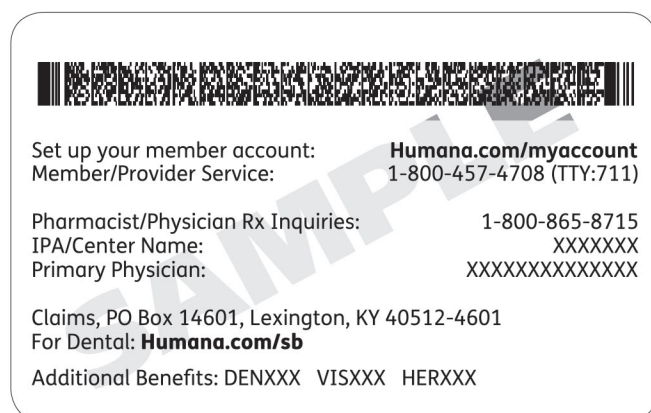 Set up your member account: Humana.com/myaccount
Member/Provider Service: 1-800-457-4708 (TTY:711)
Pharmacist/Physician Rx Inquiries: 1-800-865-8715
IPA/Center Name: XXXXXXX
Primary Physician: XXXXXXXXXXXXXX
Claims, PO Box 14601, Lexington, KY 40512-4601
For Dental: Humana.com/sb
Additional Benefits: DENXXX VISXXX HERXXX
SAMPLE